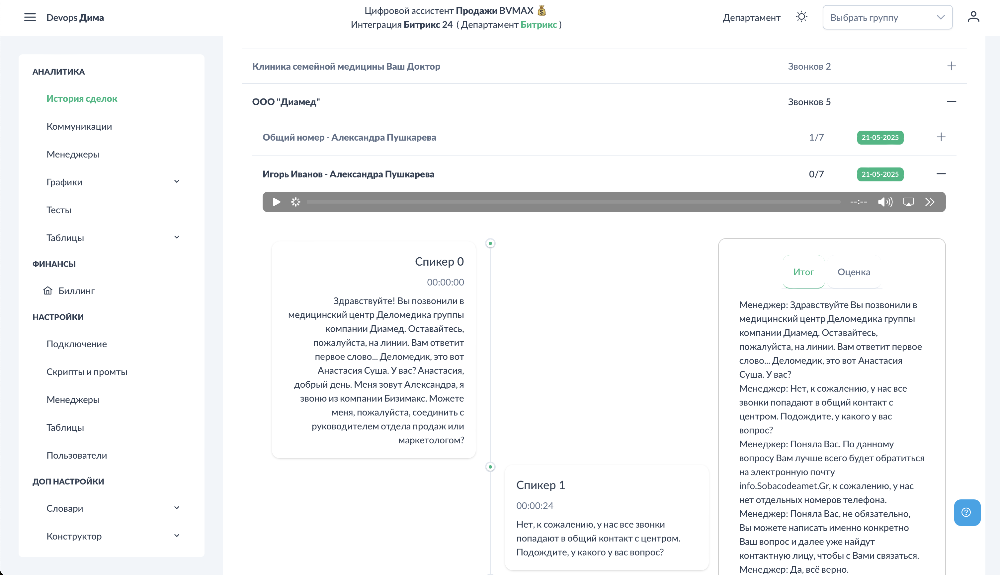 Devops Дима
Цифровой ассистент Продажи BVMAX 💰
Интеграция Битрикс 24 ( Департамент Битрикс )
Департамент
Выбрать группу
АНАЛИТИКА
История сделок
Коммуникации
Менеджеры
Графики
Тесты
Таблицы
ФИНАНСЫ
Биллинг
НАСТРОЙКИ
Подключение
Скрипты и промты
Менеджеры
Таблицы
Пользователи
ДОП НАСТРОЙКИ
Словари
Конструктор
Клиника семейной медицины Ваш Доктор
Звонков 2
ООО "Диамед"
Звонков 5
Общий номер - Александра Пушкарева
1/7
21-05-2025
Игорь Иванов - Александра Пушкарева
0/7
21-05-2025
--:--
Спикер 0
00:00:00
Здравствуйте! Вы позвонили в
медицинский центр Деломедика группы
компании Диамед. Оставайтесь,
пожалуйста, на линии. Вам ответит
первое слово... Деломедик, это вот
Анастасия Суша. У вас? Анастасия,
добрый день. Меня зовут Александра, я
звоню из компании Бизимакс. Можете
меня, пожалуйста, соединить с
руководителем отдела продаж или
маркетологом?
Спикер 1
00:00:24
Нет, к сожалению, у нас все звонки
попадают в общий контакт с центром.
Подождите, у какого у вас вопрос?
Итог
Оценка
Менеджер: Здравствуйте Вы позвонили в
медицинский центр Деломедика группы
компании Диамед. Оставайтесь,
пожалуйста, на линии. Вам ответит первое
слово... Деломедик, это вот Анастасия
Суша. У вас?
Менеджер: Нет, к сожалению, у нас все
звонки попадают в общий контакт с
центром. Подождите, у какого у вас
вопрос?
Менеджер: Поняла Вас. По данному
вопросу Вам лучше всего будет обратиться
на электронную почту
info.Sobacodeamet.Gr, к сожалению, у нас
нет отдельных номеров телефона.
Менеджер: Поняла Вас, не обязательно,
Вы можете написать именно конкретно
Ваш вопрос и далее уже найдут
контактную лицу, чтобы с Вами связаться.
Менеджер: Да, всё верно.